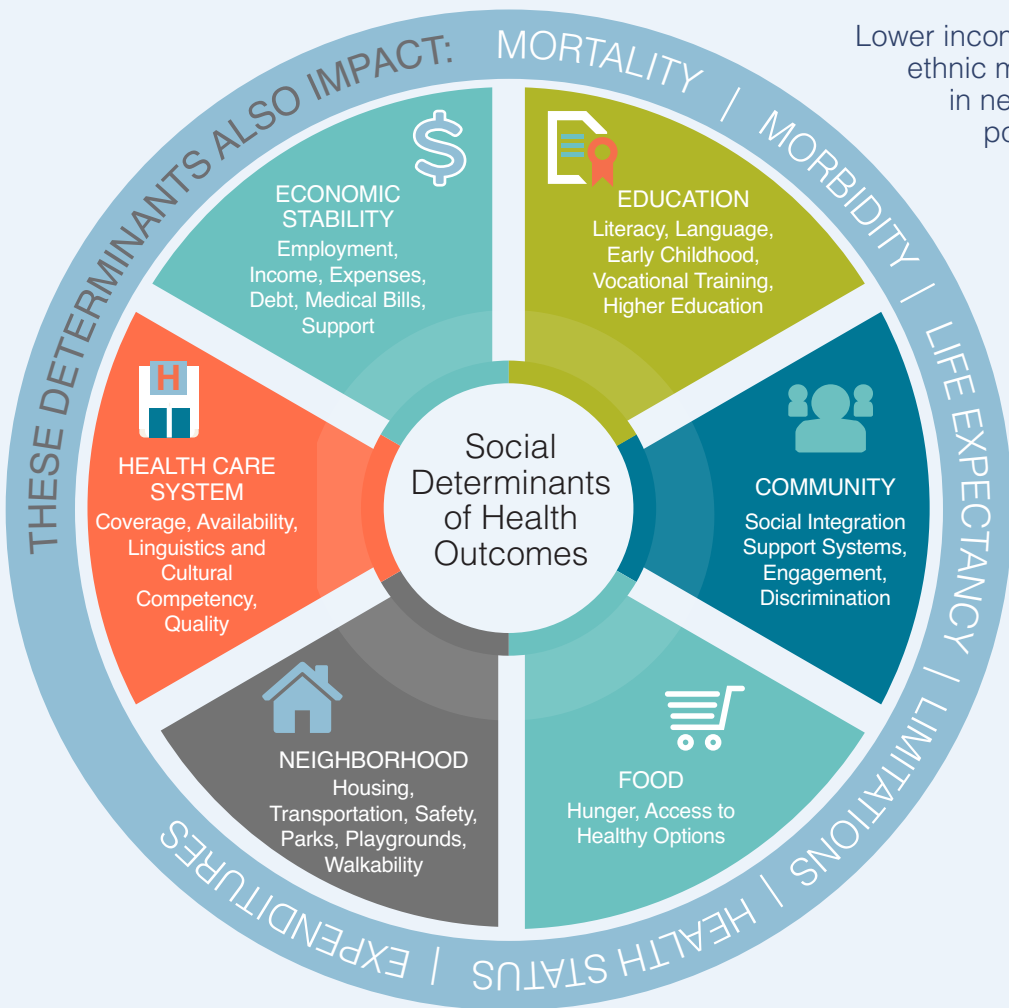 THESE DETERMINANTS ALSO IMPACT: MORTALITY | MORBIDITY | LIFE EXPECTANCY | LIMITATIONS | HEALTH STATUS | EXPENDITURES
Lower
ethnic
in
Social
Determinants
of Health
Outcomes
ECONOMIC
STABILITY
Employment,
Income, Expenses,
Debt, Medical Bills,
Support
EDUCATION
Literacy, Language,
Early Childhood,
Vocational Training,
Higher Education
COMMUNITY
Social Integration
Support Systems,
Engagement,
Discrimination
FOOD
Hunger, Access to
Healthy Options
NEIGHBORHOOD
Housing,
Transportation, Safety,
Parks, Playgrounds,
Walkability
H
HEALTH CARE
SYSTEM
Coverage, Availability,
Linguistics and
Cultural
Competency,
Quality
$